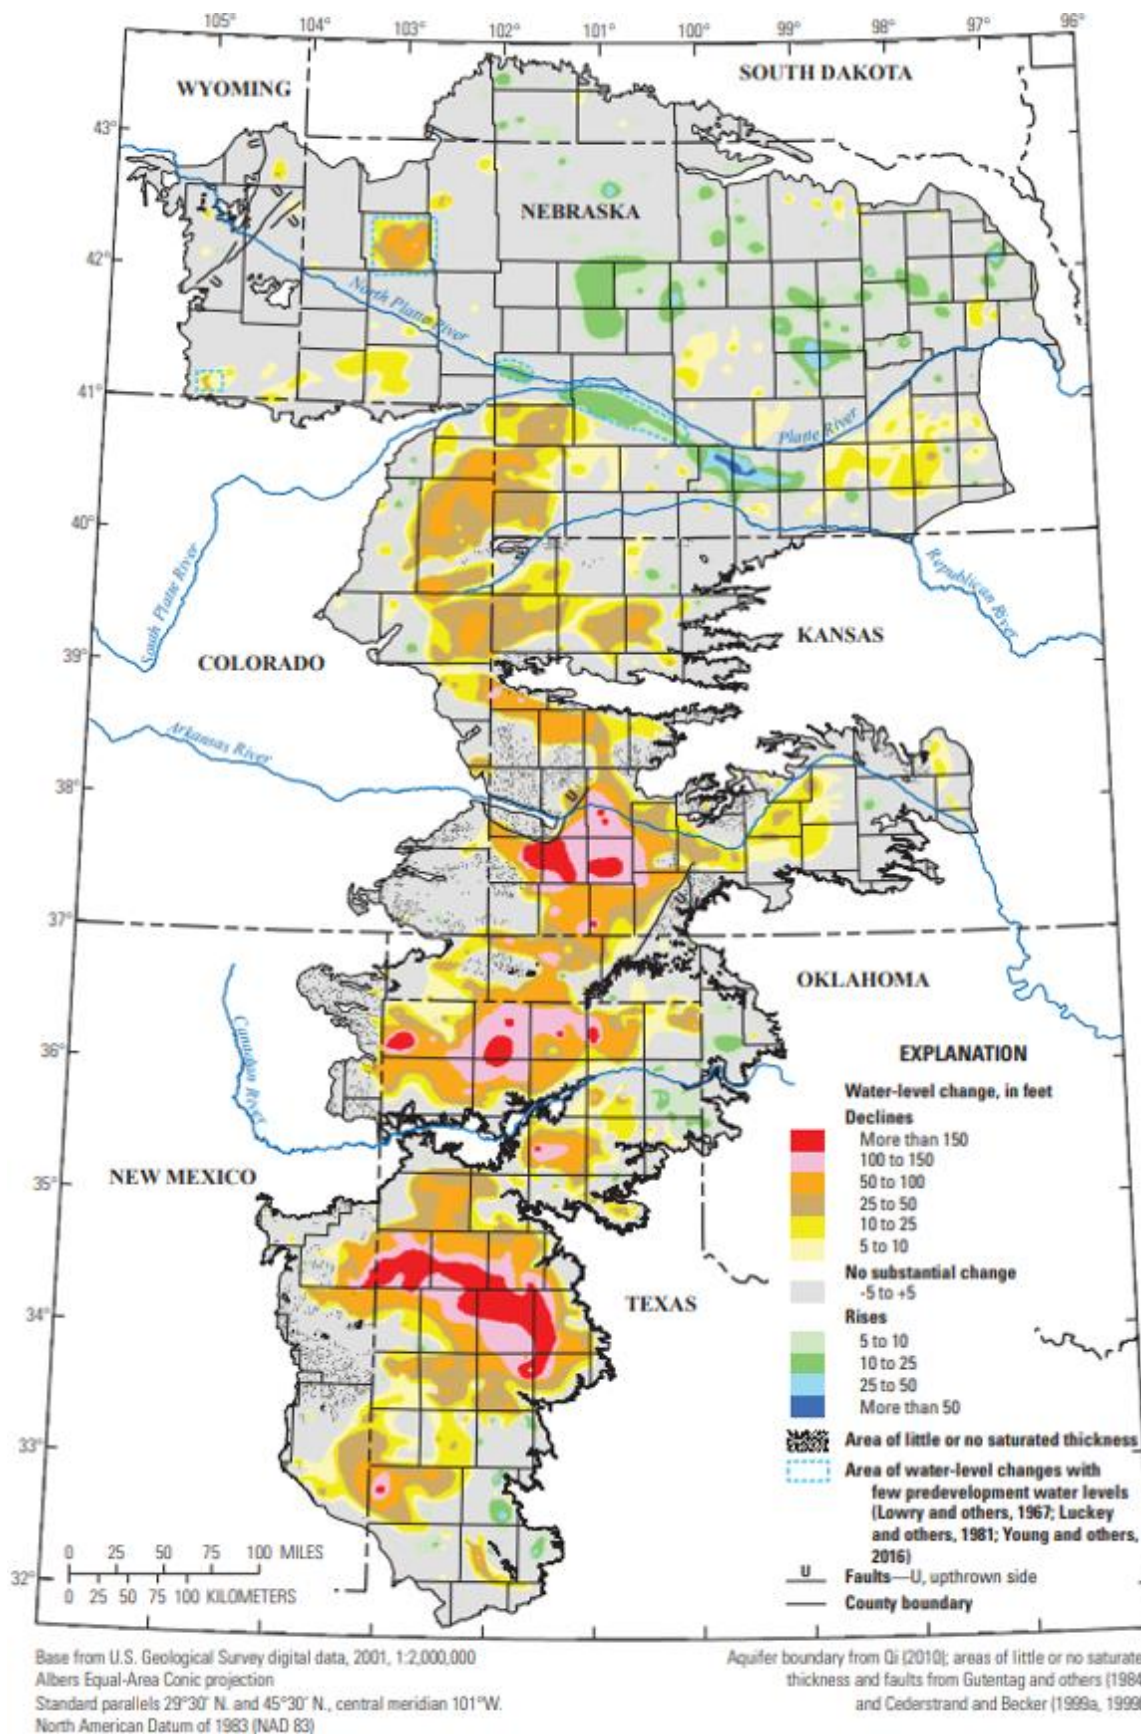 105°
104°
103°
102°
101°
100°
99°
98°
97°
96°
WYOMING
SOUTH DAKOTA
43°
U
U
U
NEBRASKA
42°
North Platte River
41°
Platte River
40°
South Platte River
Republican River
COLORADO
KANSAS
39°
Arkansas River
38°
U
37°
U
OKLAHOMA
Canadian River
36°
EXPLANATION
Water-level change, in feet
Declines
More than 150
100 to 150
50 to 100
25 to 50
10 to 25
5 to 10
No substantial change
-5 to +5
Rises
5 to 10
10 to 25
25 to 50
More than 50
Area of little or no saturated thickness
Area of water-level changes with
few predevelopment water levels
(Lowry and others, 1967; Luckey
and others, 1981; Young and others,
2016)
U
Faults—U, upthrown side
County boundary
NEW MEXICO
35°
TEXAS
34°
33°
32°
0 25 50 75 100 MILES
0 25 50 75 100 KILOMETERS
Base from U.S. Geological Survey digital data, 2001, 1:2,000,000
Albers Equal-Area Conic projection
Standard parallels 29°30' N. and 45°30' N., central meridian 101°W.
North American Datum of 1983 (NAD 83)
Aquifer boundary from Qi (2010); areas of little or no saturate
thickness and faults from Gutentag and others (1984
and Cederstrand and Becker (1999a, 1999